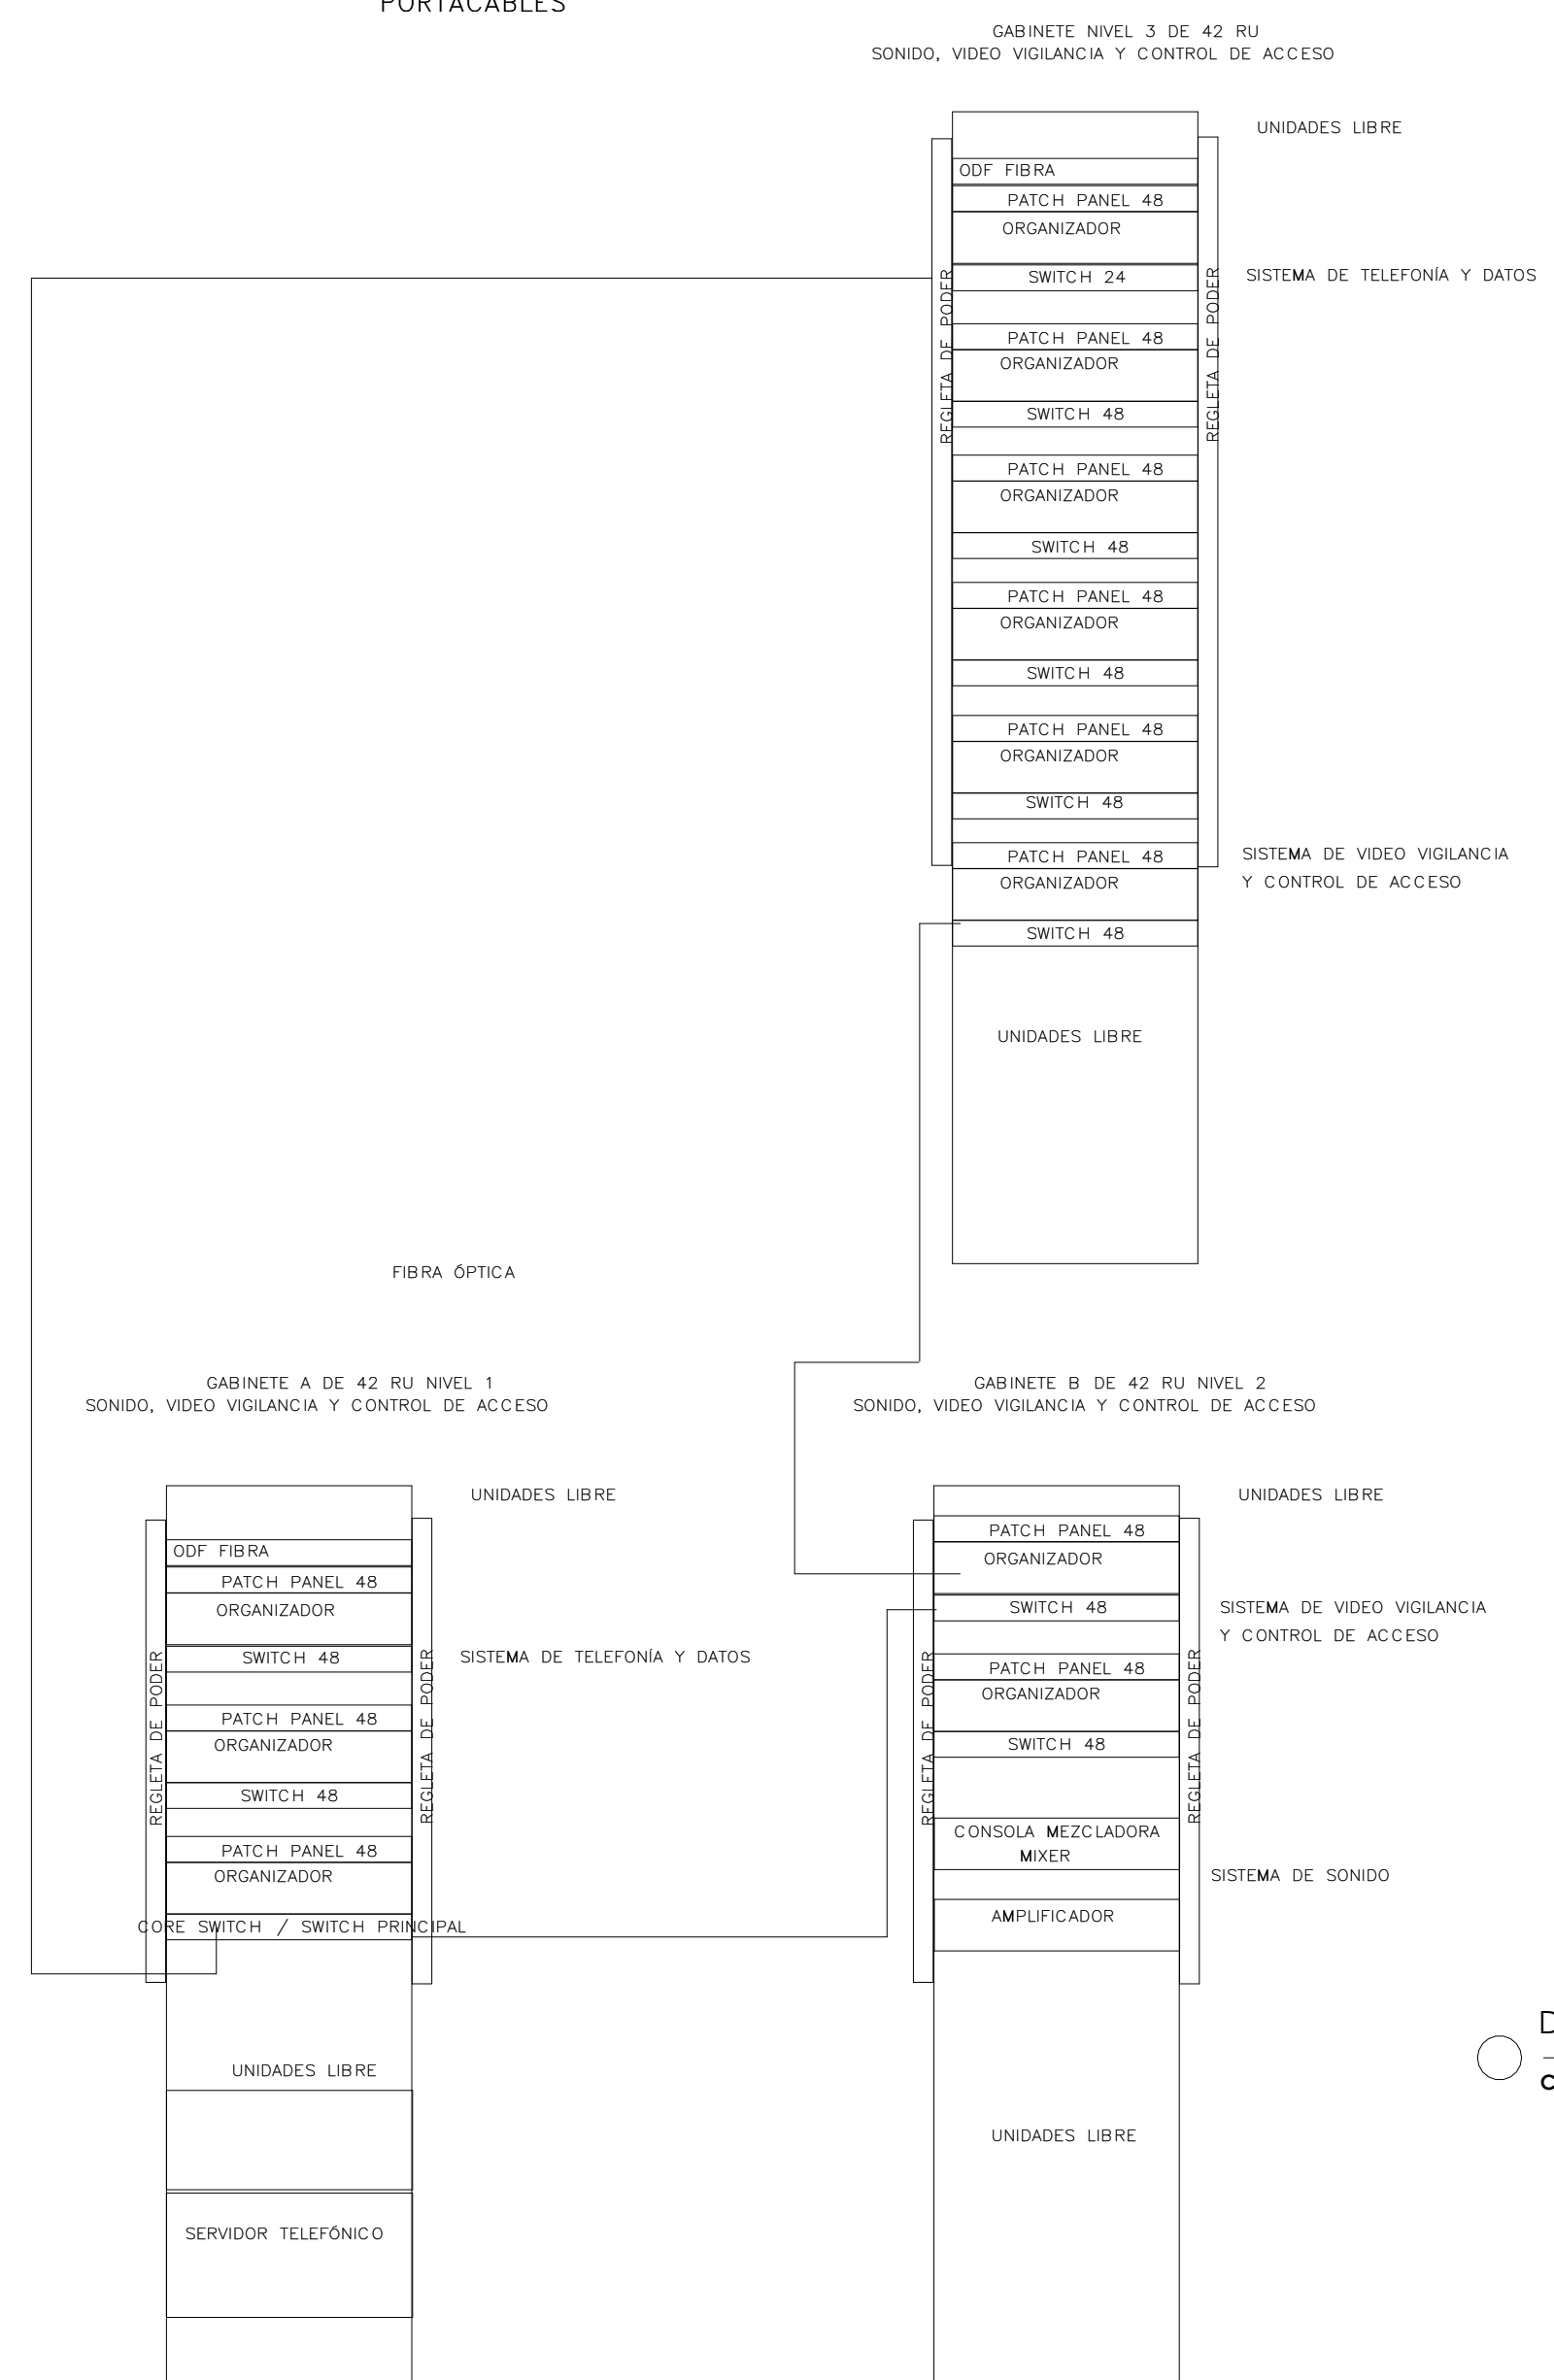 PORTACABLES
GABINETE NIVEL 3 DE 42 RU
SONIDO, VIDEO VIGILANCIA Y CONTROL DE ACCESO
UNIDADES LIBRE
ODF FIBRA
PATCH PANEL 48
ORGANIZADOR
SWITCH 24
REGLETA DE PODER
REGLETA DE PODER
SISTEMA DE TELEFONÍA Y DATOS
PATCH PANEL 48
ORGANIZADOR
SWITCH 48
PATCH PANEL 48
ORGANIZADOR
SWITCH 48
PATCH PANEL 48
ORGANIZADOR
SWITCH 48
PATCH PANEL 48
ORGANIZADOR
SWITCH 48
PATCH PANEL 48
ORGANIZADOR
SWITCH 48
SISTEMA DE VIDEO VIGILANCIA
Y CONTROL DE ACCESO
UNIDADES LIBRE
FIBRA ÓPTICA
GABINETE A DE 42 RU NIVEL 1
SONIDO, VIDEO VIGILANCIA Y CONTROL DE ACCESO
UNIDADES LIBRE
ODF FIBRA
PATCH PANEL 48
ORGANIZADOR
SWITCH 48
REGLETA DE PODER
REGLETA DE PODER
SISTEMA DE TELEFONÍA Y DATOS
PATCH PANEL 48
ORGANIZADOR
SWITCH 48
PATCH PANEL 48
ORGANIZADOR
CORE SWITCH / SWITCH PRINCIPAL
UNIDADES LIBRE
SERVIDOR TELEFÓNICO
GABINETE B DE 42 RU NIVEL 2
SONIDO, VIDEO VIGILANCIA Y CONTROL DE ACCESO
UNIDADES LIBRE
PATCH PANEL 48
ORGANIZADOR
SWITCH 48
SISTEMA DE VIDEO VIGILANCIA
Y CONTROL DE ACCESO
REGLETA DE PODER
REGLETA DE PODER
PATCH PANEL 48
ORGANIZADOR
SWITCH 48
CONSOLA MEZCLADORA
MIXER
SISTEMA DE SONIDO
AMPLIFICADOR
UNIDADES LIBRE